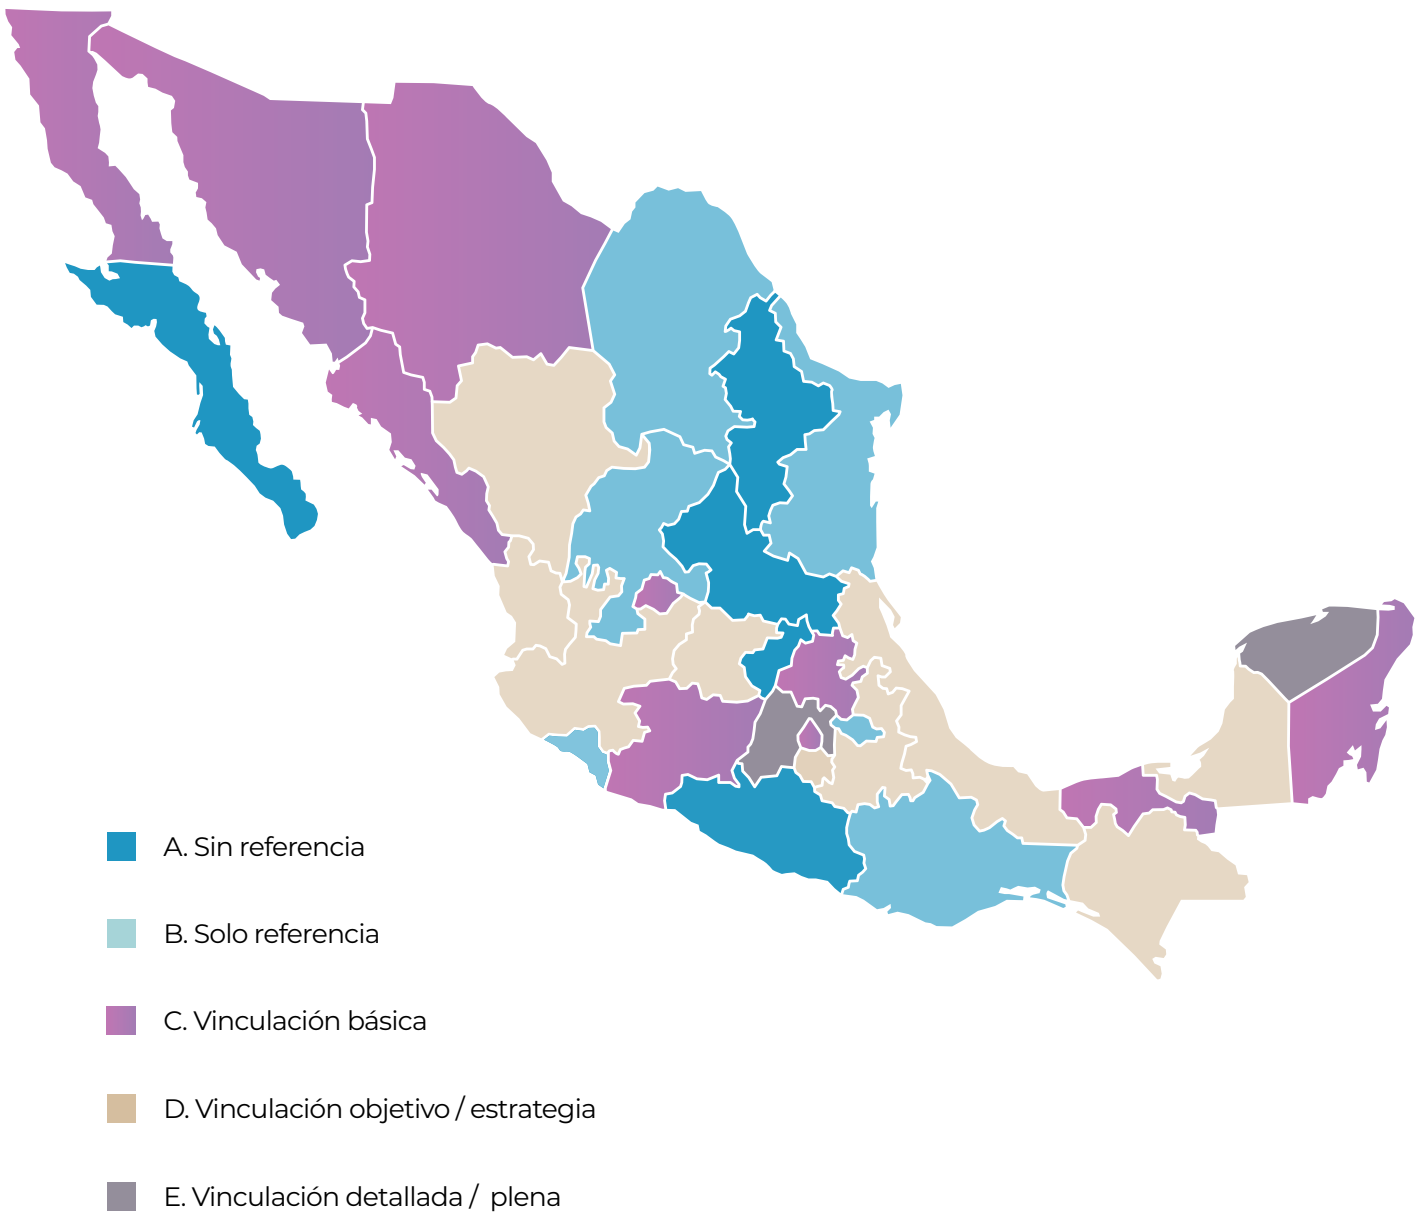 A. Sin referencia
B. Solo referencia
C. Vinculación básica
D. Vinculación objetivo / estrategia
E. Vinculación detallada / plena